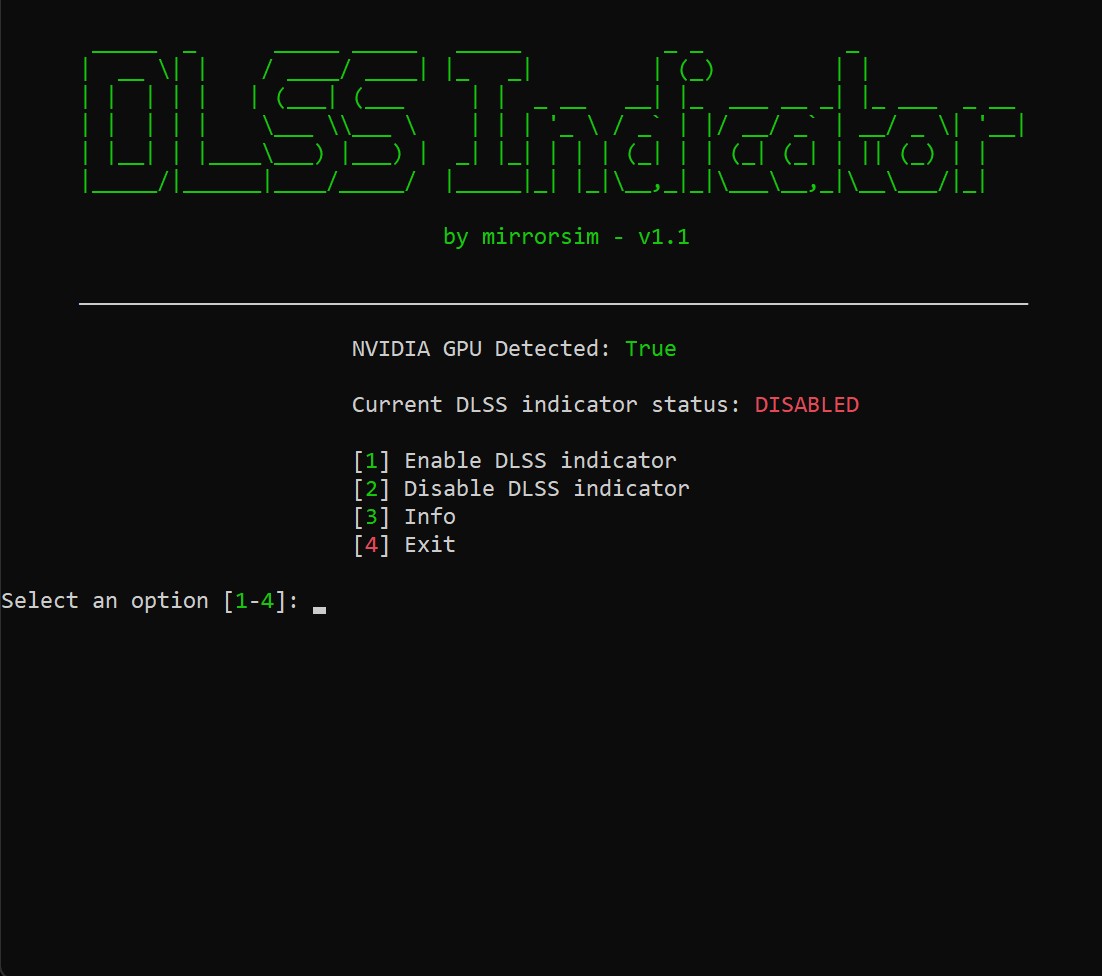 DLSS Indicator
by mirrorsim - v1.1
NVIDIA GPU Detected: True
Current DLSS indicator status: DISABLED
[1] Enable DLSS indicator
[2] Disable DLSS indicator
[3] Info
[4] Exit
Select an option [1-4]: